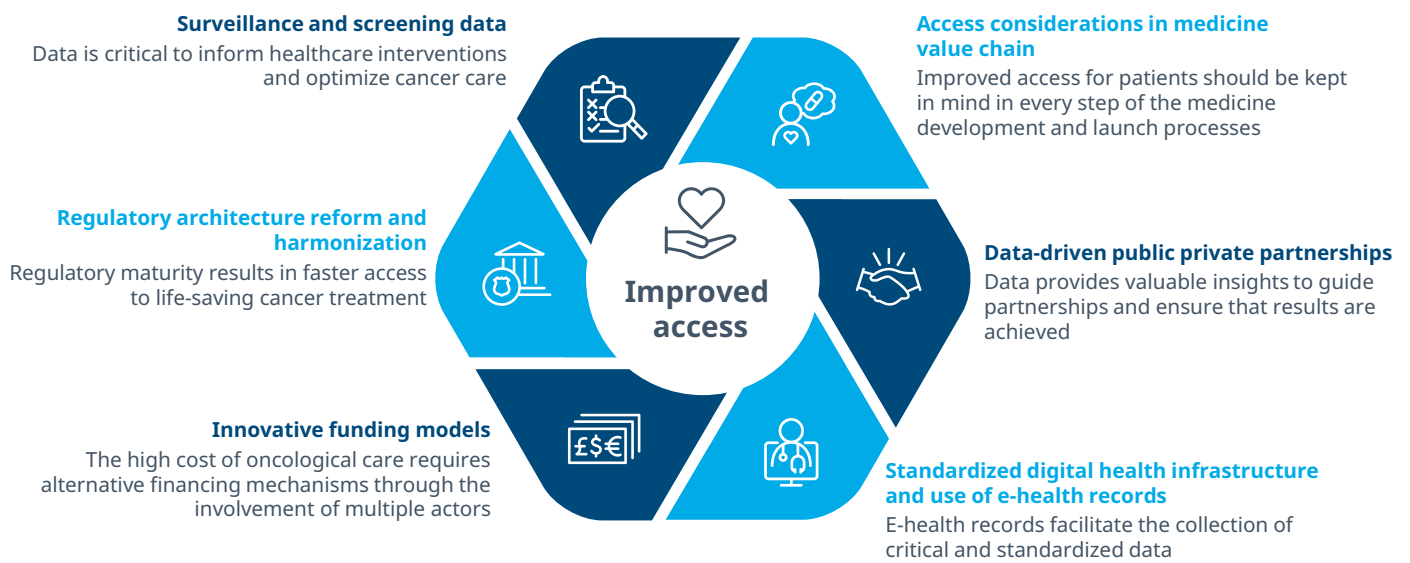 Surveillance and screening data
Data is critical to inform healthcare interventions
and optimize cancer care
Access considerations in medicine
value chain
Improved access for patients should be kept
in mind in every step of the medicine
development and launch processes
Regulatory architecture reform and
harmonization
Regulatory maturity results in faster access
to life-saving cancer treatment
Improved
access
Data-driven public private partnerships
Data provides valuable insights to guide
partnerships and ensure that results are
achieved
Innovative funding models
The high cost of oncological care requires
alternative financing mechanisms through the
involvement of multiple actors
£$€
Standardized digital health infrastructure
and use of e-health records
E-health records facilitate the collection of
critical and standardized data